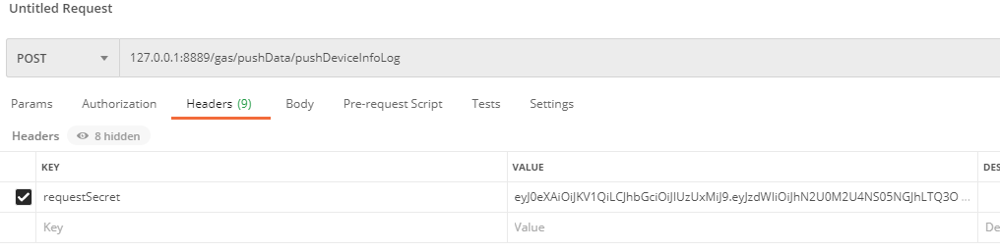 Untitled Request
POST 127.0.0.1:8889/gas/pushData/pushDeviceInfoLog
Params Authorization Headers (9) Body Pre-request Script Tests Settings
Headers 8 hidden
KEY VALUE DES
requestSecret eyJ0eXAiOiJKV1QiLCJhbGciOiJIUzUxMiJ9.eyJzdWIiOiJhN2U0M2U4NS05NGJhLTQ3O ...
Key Value De